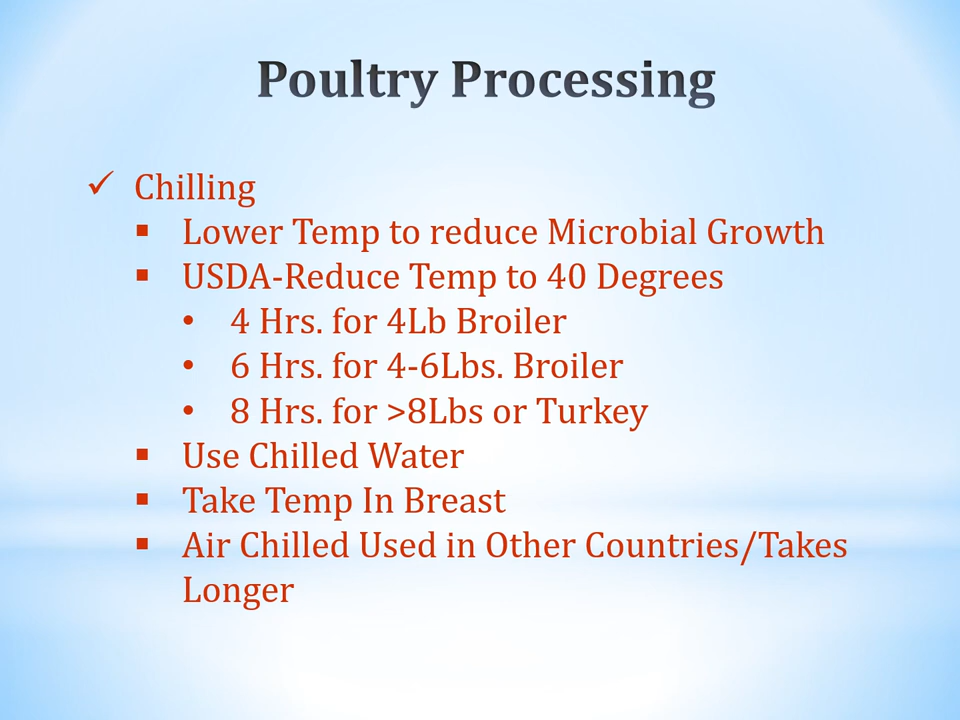 Poultry Processing
✓ Chilling
▪ Lower Temp to reduce Microbial Growth
▪ USDA-Reduce Temp to 40 Degrees
• 4 Hrs. for 4Lb Broiler
• 6 Hrs. for 4-6Lbs. Broiler
• 8 Hrs. for >8Lbs or Turkey
▪ Use Chilled Water
▪ Take Temp In Breast
▪ Air Chilled Used in Other Countries/Takes
Longer